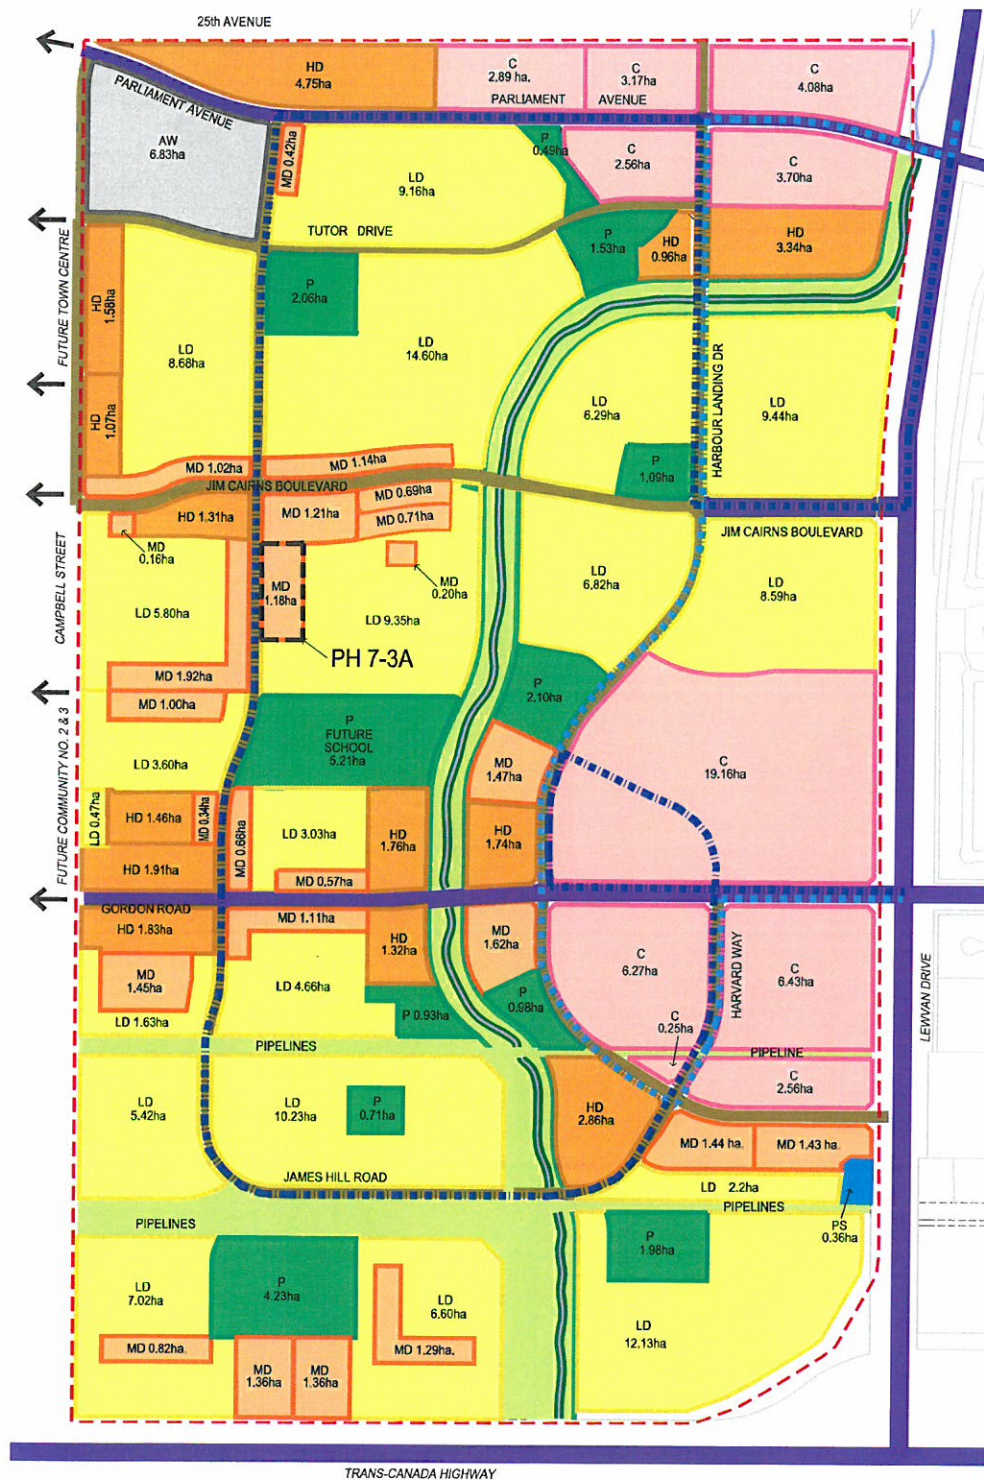 25th AVENUE
HD
4.75ha
C
2.89 ha.
C
3.17ha
C
4.08ha
PARLIAMENT AVENUE
PARLIAMENT AVENUE
AW
6.83ha
MD 0.42ha
LD
9.16ha
P
0.49ha
C
2.56ha
C
3.70ha
TUTOR DRIVE
P
1.53ha
HD
0.96ha
HD
3.34ha
FUTURE TOWN CENTRE
HD
1.58ha
P
2.06ha
LD
8.68ha
LD
14.60ha
HARBOUR LANDING DR
LD
6.29ha
LD
9.44ha
HD
1.07ha
P
1.09ha
MD 1.02ha
MD 1.14ha
JIM CAIRNS BOULEVARD
MD 0.69ha
HD 1.31ha
MD 1.21ha
MD 0.71ha
JIM CAIRNS BOULEVARD
MD
0.16ha
CAMPBELL STREET
MD
1.18ha
MD
0.20ha
LD
6.82ha
LD
8.59ha
LD 5.80ha
LD 9.35ha
PH 7-3A
MD 1.92ha
P
2.10ha
MD 1.00ha
P
FUTURE
SCHOOL
5.21ha
FUTURE COMMUNITY NO. 2 & 3
LD 3.60ha
MD
1.47ha
C
19.16ha
LD 0.47ha
HD 1.46ha
MD 0.34ha
MD 0.66ha
LD 3.03ha
HD
1.76ha
HD
1.74ha
HD 1.91ha
MD 0.57ha
GORDON ROAD
HD 1.83ha
MD 1.11ha
HD
1.32ha
MD
1.62ha
C
6.27ha
HARVARD WAY
C
6.43ha
LEWVAN DRIVE
MD
1.45ha
LD 4.66ha
P
0.98ha
LD 1.63ha
P 0.93ha
C
0.25ha
PIPELINES
PIPELINE
C
2.56ha
LD
5.42ha
LD
10.23ha
P
0.71ha
HD
2.86ha
MD 1.44 ha.
MD 1.43 ha.
JAMES HILL ROAD
LD 2.2ha
PIPELINES
PIPELINES
PS
0.36ha
P
1.98ha
LD
7.02ha
P
4.23ha
LD
6.60ha
LD
12.13ha
MD 0.82ha.
MD 1.29ha.
MD
1.36ha
MD
1.36ha
TRANS-CANADA HIGHWAY